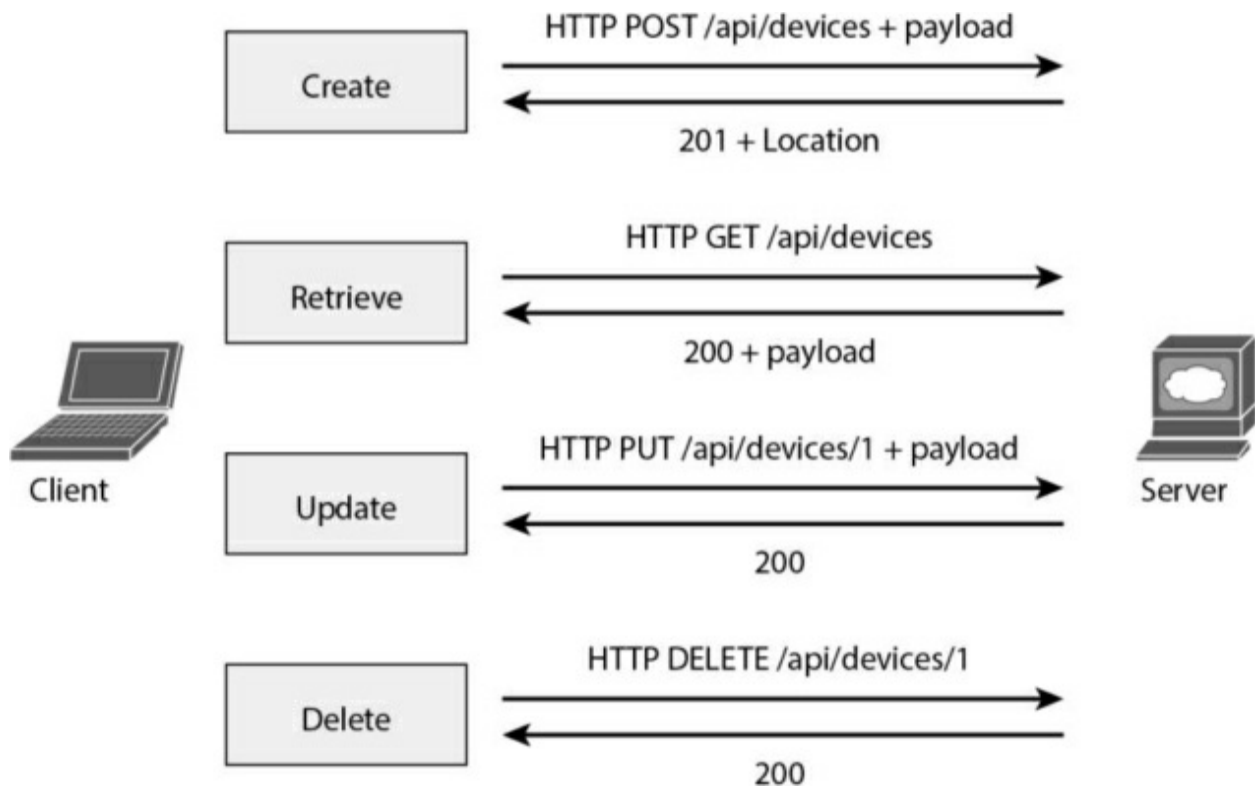 HTTP POST /api/devices + payload
Create
201 + Location
HTTP GET /api/devices
Retrieve
200 + payload
Client
HTTP PUT /api/devices/1 + payload
Update
200
Server
HTTP DELETE /api/devices/1
Delete
200